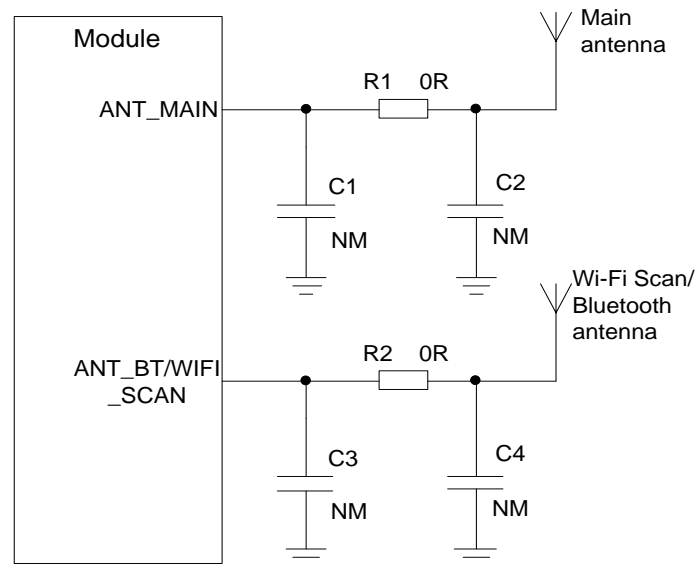 Module
Main
antenna
R1 0R
ANT_MAIN
C1
C2
NM
NM
Wi-Fi Scan/
Bluetooth
antenna
R2 0R
ANT_BT/WIFI
_SCAN
C3
C4
NM
NM